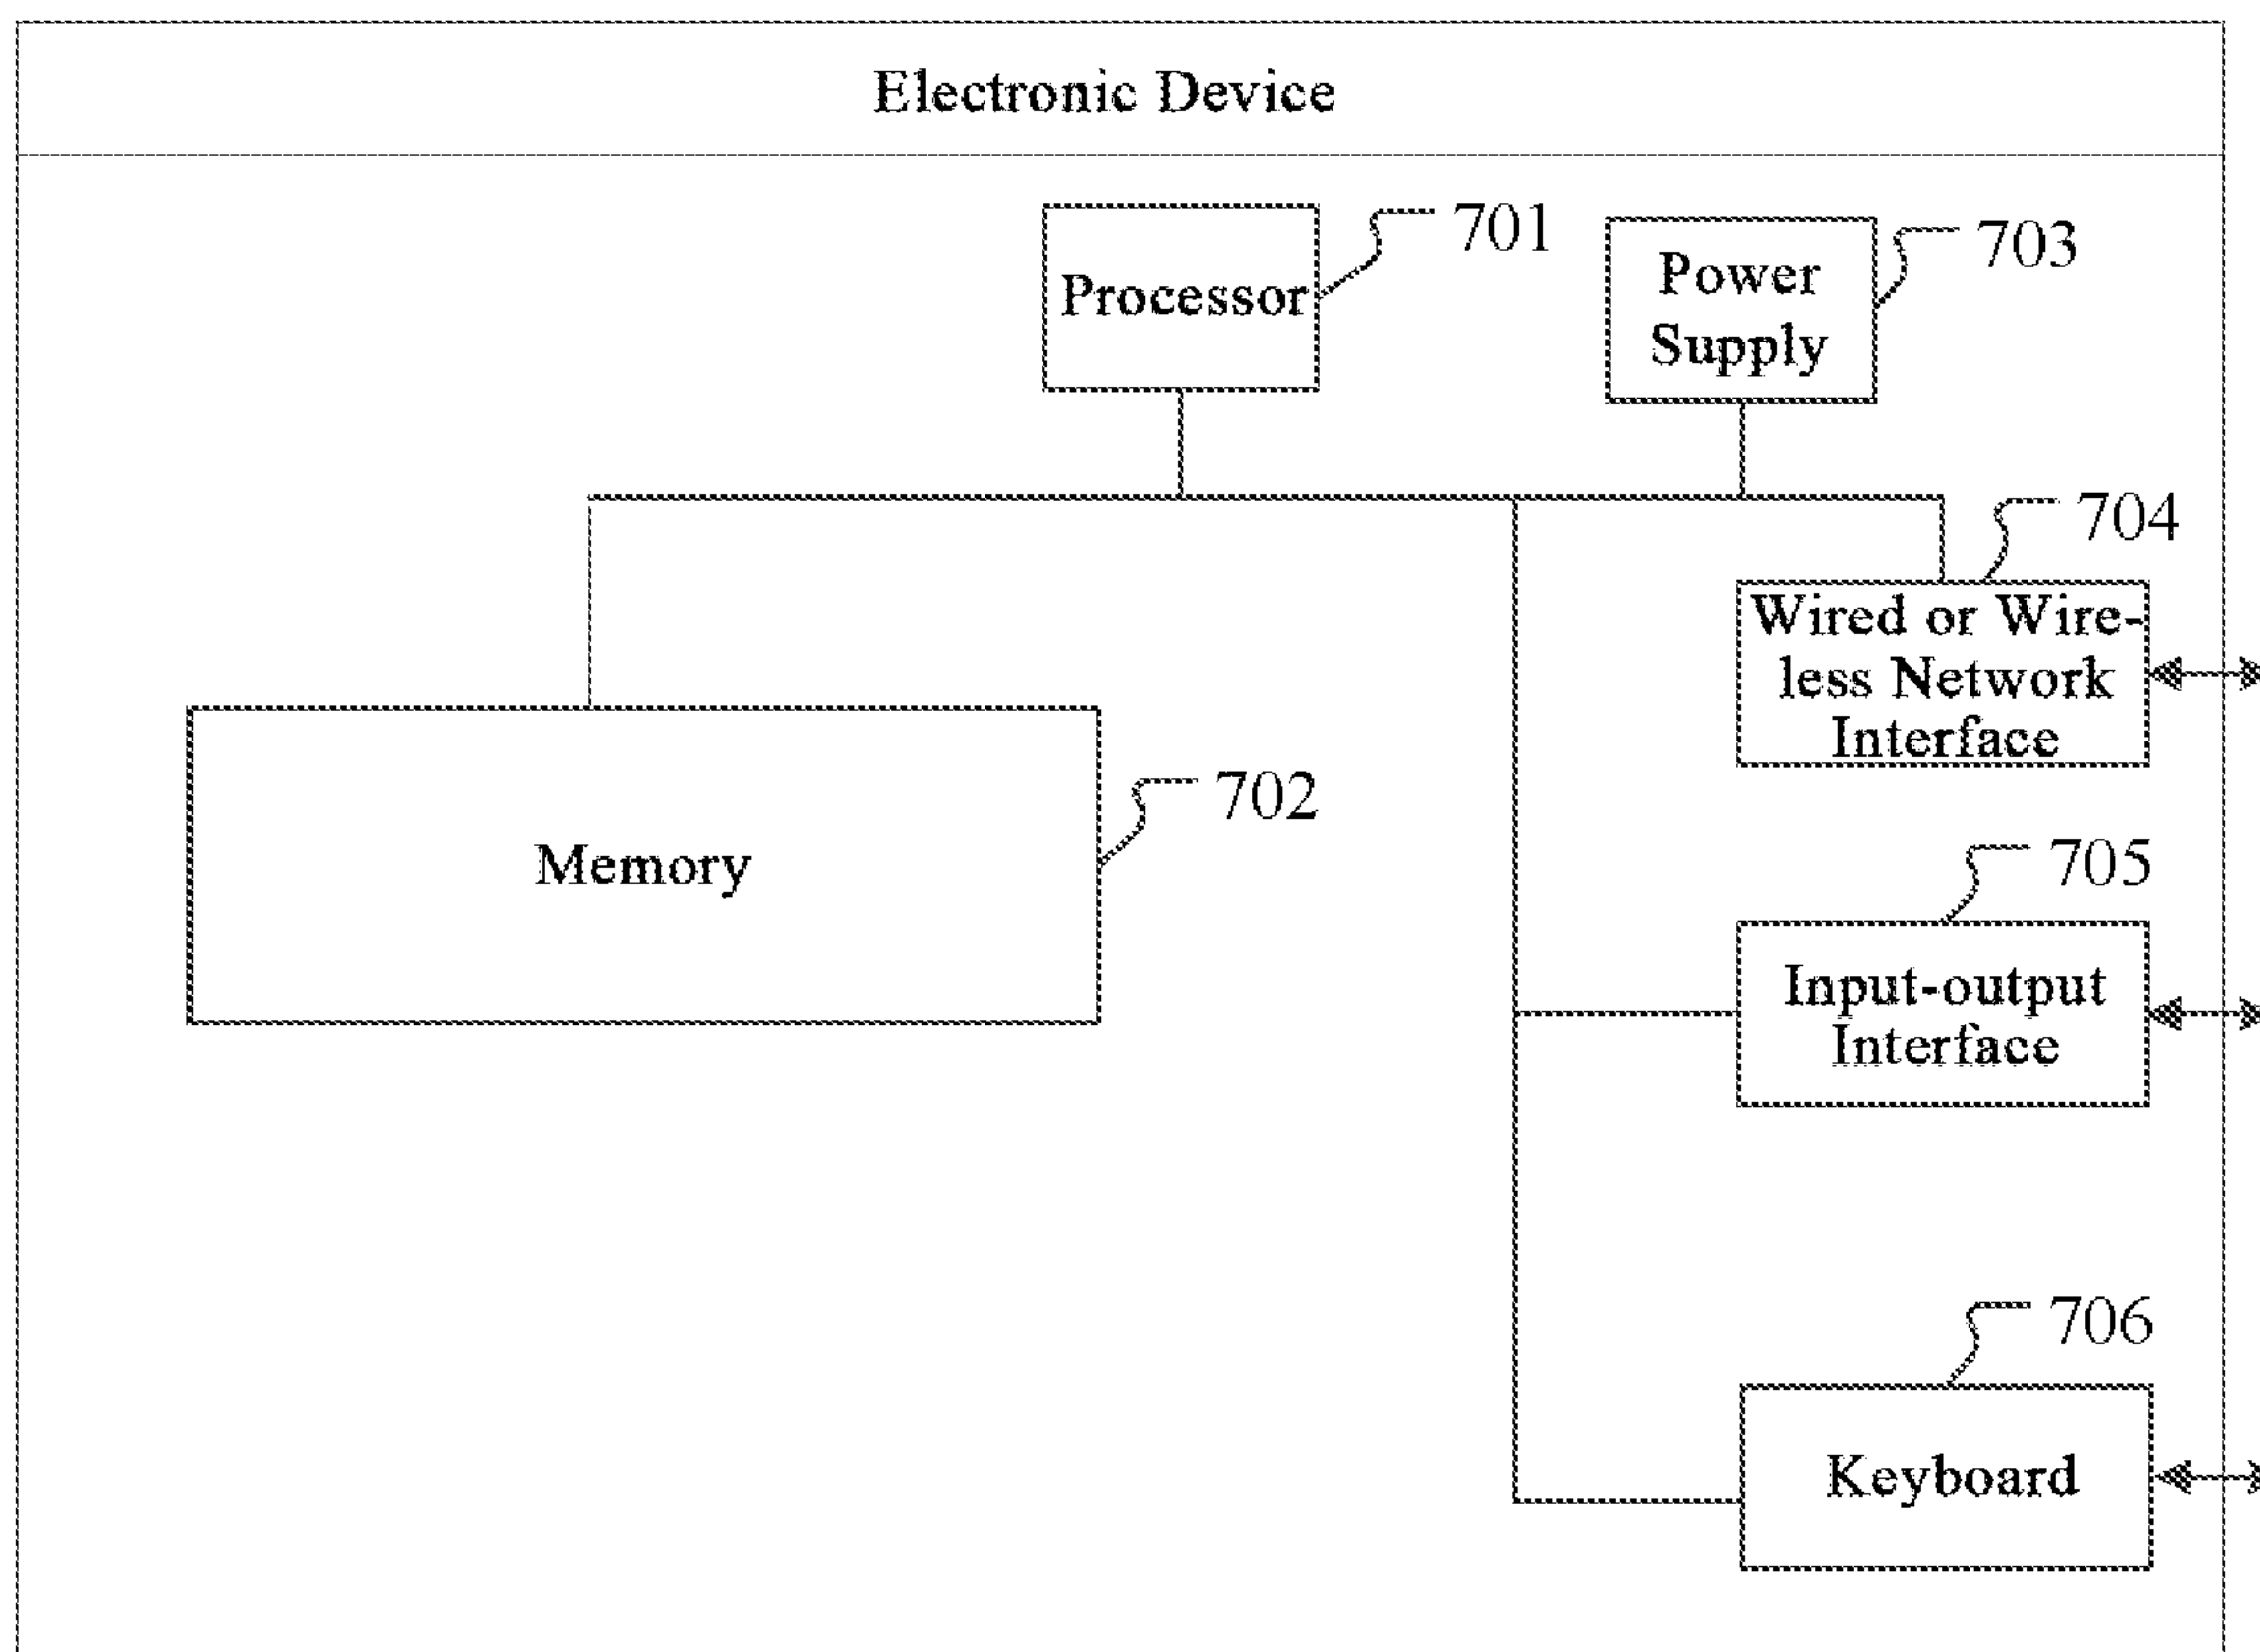 Electronic Device
701
Processor
703
Power
Supply
704
Wired or Wire-
less Network
Interface
702
Memory
705
Input-output
Interface
706
Keyboard